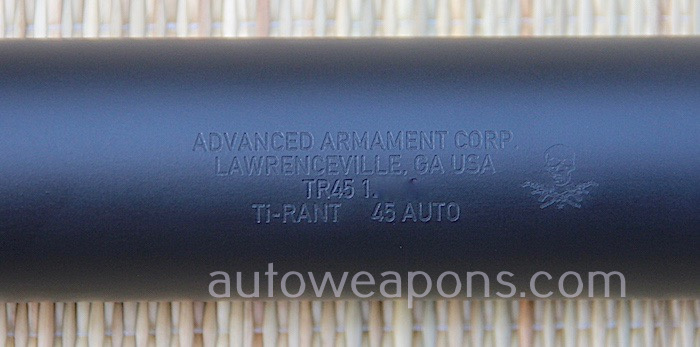 ADVANCED ARMAMENT CORP.
LAWRENCEVILLE, GA USA
TR45 1.
Ti-RANT 45 AUTO
autoweapons.com